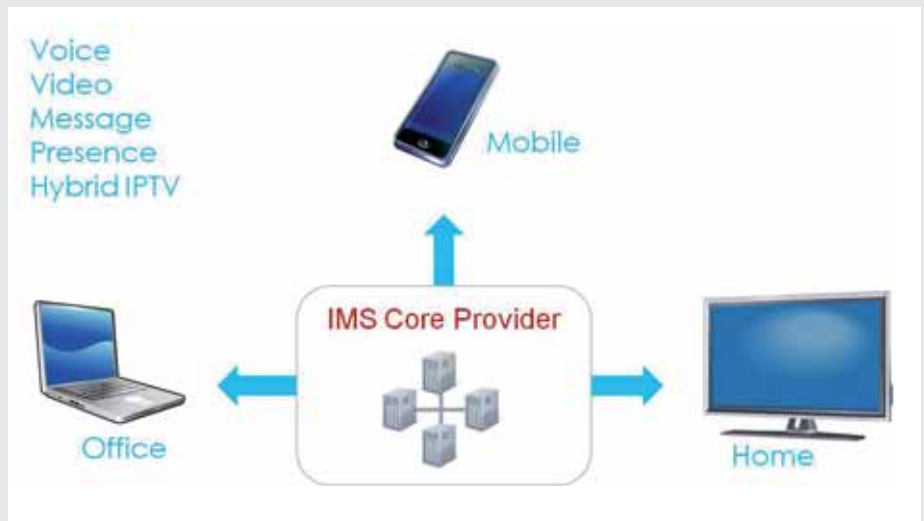 Voice
Video
Message
Presence
Hybrid IPTV
Mobile
IMS Core Provider
Office
Home